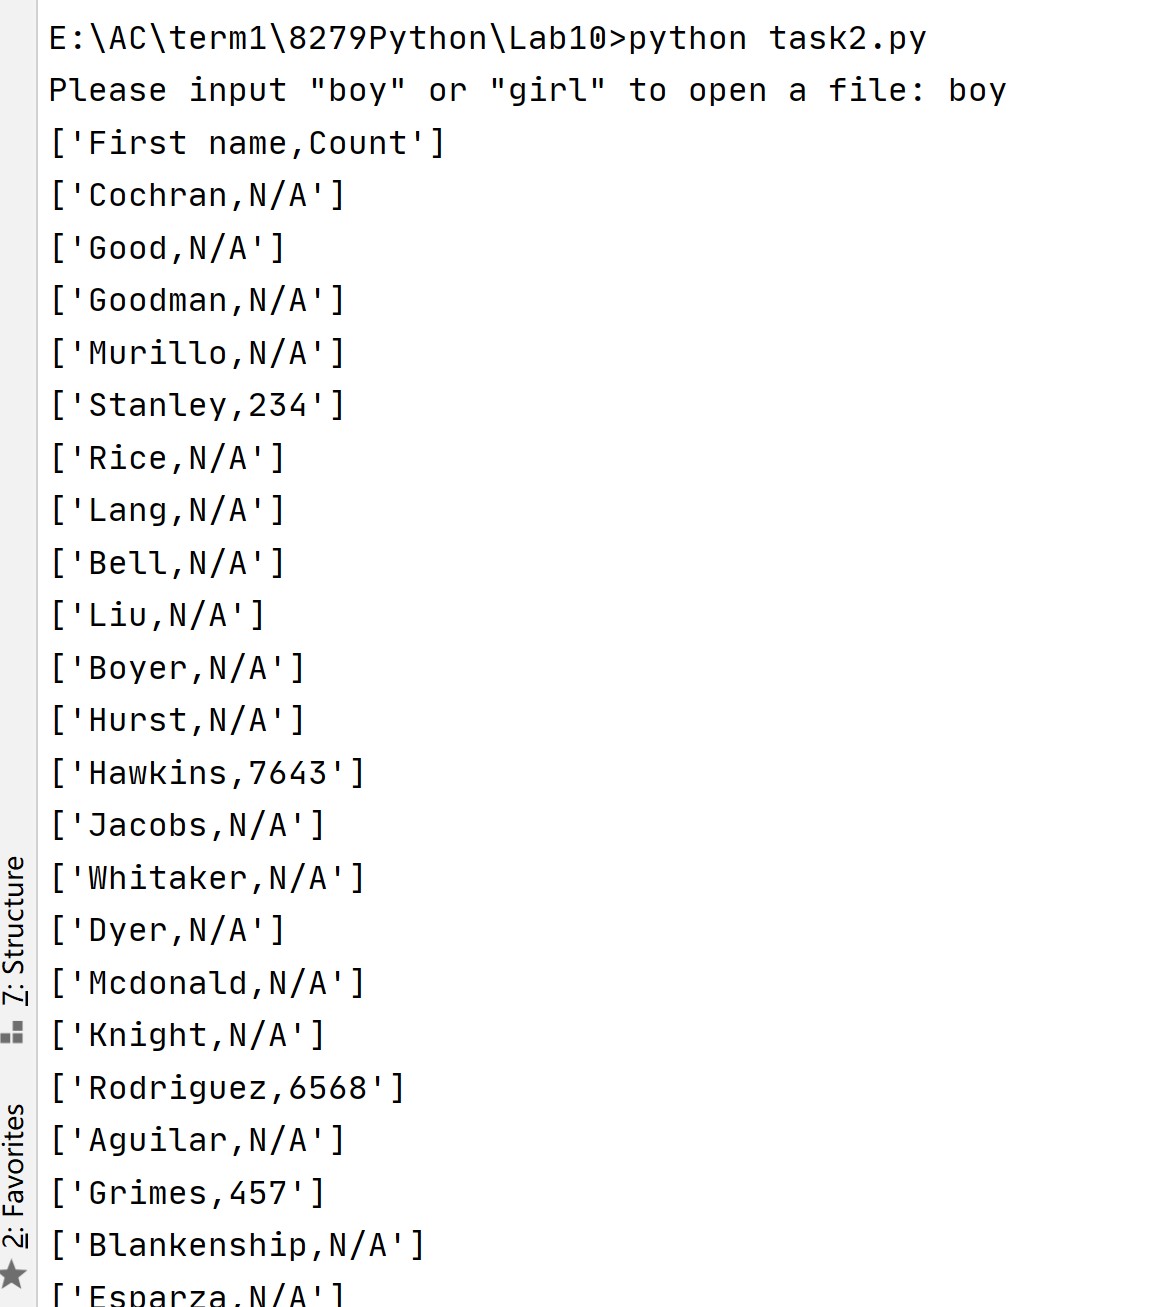 E:\AC\term1\8279Python\Lab10>python task2.py
Please input "boy" or "girl" to open a file: boy
['First name,Count']
['Cochran,N/A']
['Good,N/A']
['Goodman,N/A']
['Murillo,N/A']
['Stanley,234']
['Rice,N/A']
['Lang,N/A']
['Bell,N/A']
['Liu,N/A']
['Boyer,N/A']
['Hurst,N/A']
['Hawkins,7643']
['Jacobs,N/A']
['Whitaker,N/A']
['Dyer,N/A']
['Mcdonald,N/A']
['Knight,N/A']
['Rodriguez,6568']
['Aguilar,N/A']
['Grimes,457']
['Blankenship,N/A']
['Esparza,N/A']
7: Structure
2: Favorites